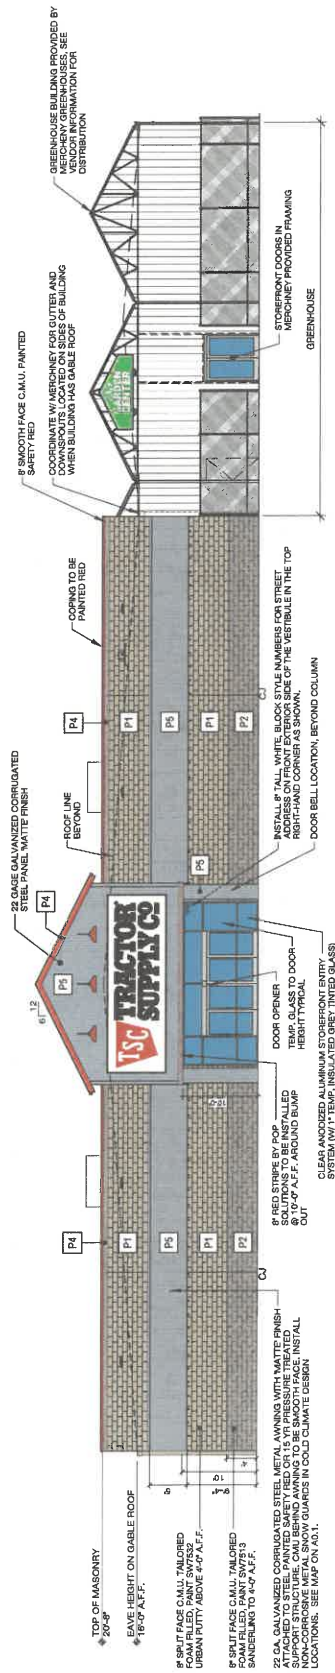 GREENHOUSE BUILDING PROVIDED BY
MERCHENY GREENHOUSES, SEE
VENDOR INFORMATION FOR
DISTRIBUTION
COORDINATE W/ MERCHNEY FOR GUTTER AND
DOWNSPOUTS LOCATED ON SIDES OF BUILDING
WHEN BUILDING HAS GABLE ROOF
8" SMOOTH FACE C.M.U. PAINTED
SAFETY RED
COPING TO BE
PAINTED RED
ROOF LINE
BEYOND
22 GAGE GALVANIZED CORRUGATED
STEEL PANEL 'MATTE' FINISH
6
12
TOP OF MASONRY
20'-8"
EAVE HEIGHT ON GABLE ROOF
16'-0" A.F.F.
P4
P4
P4
P5
P1
P5
P1
P2
P1
P5
P1
P2
P5
TSC
TRACTOR
SUPPLY CO
GARDEN
CENTER
8" SPLIT FACE C.M.U. TAILORED
FOAM FILLED, PAINT SW7532
URBAN PUTTY ABOVE 4'-0" A.F.F.
8" SPLIT FACE C.M.U. TAILORED
FOAM FILLED, PAINT SW7513
SANDERLING TO 4'-0" A.F.F.
22 GA. GALVANIZED CORRUGATED STEEL METAL AWNING WITH 'MATTE' FINISH
ATTACHED TO STEEL PAINTED SAFETY RED OR 15 YR PRESSURE TREATED
SUPPORT STRUCTURE. CMU BEHIND AWNING TO BE SMOOTH FACE. INSTALL
NON-CORROSIVE METAL SNOW GUARDS IN COLD CLIMATE DESIGN
LOCATIONS. SEE MAP ON A0.1.
CJ
8" RED STRIPE BY POP
SOLUTIONS TO BE INSTALLED
@ 10'-0" A.F.F. AROUND BUMP
OUT
CLEAR ANODIZED ALUMINUM STOREFRONT ENTRY
SYSTEM (W/ 1" TEMP. INSULATED GREY TINTED GLASS)
DOOR OPENER
TEMP. GLASS TO DOOR
HEIGHT TYPICAL
INSTALL 8" TALL, WHITE, BLOCK STYLE NUMBERS FOR STREET
ADDRESS ON FRONT EXTERIOR SIDE OF THE VESTIBULE IN THE TOP
RIGHT-HAND CORNER AS SHOWN.
DOOR BELL LOCATION, BEYOND COLUMN
CJ
STOREFRONT DOORS IN
MERCHNEY PROVIDED FRAMING
GREENHOUSE